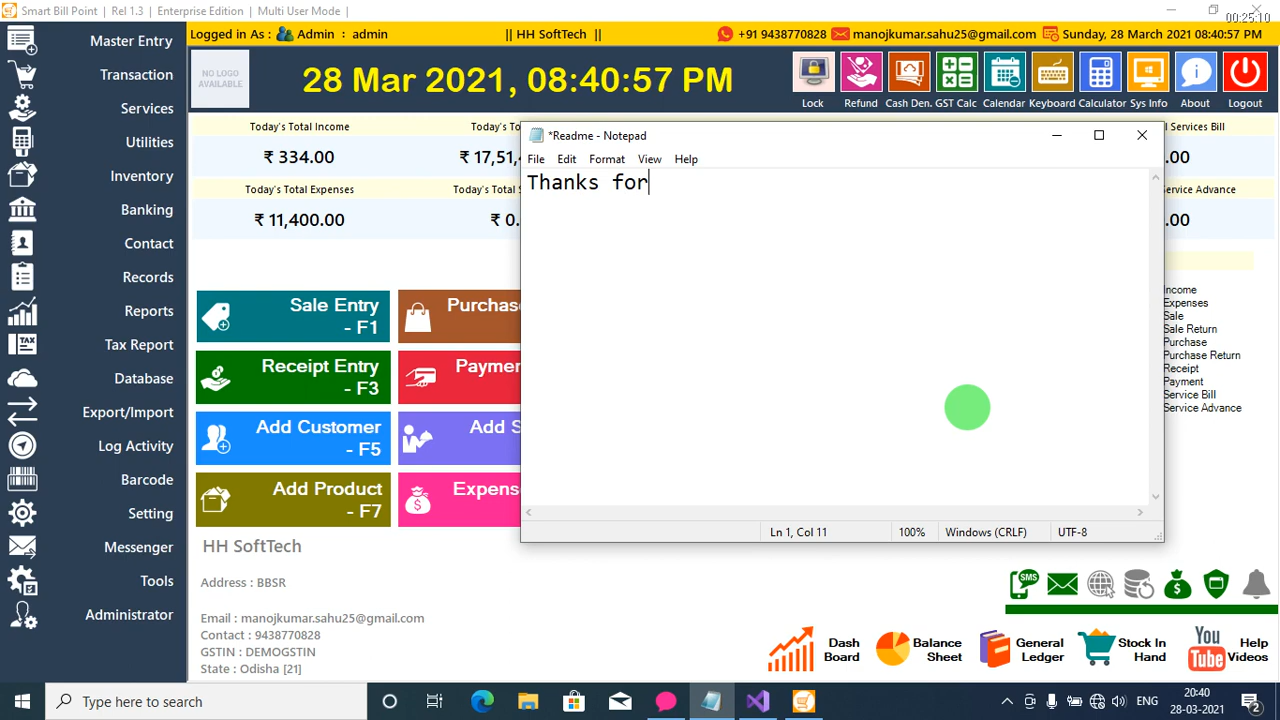 Smart Bill Point | Rel 1.3 | Enterprise Edition | Multi User Mode |
00:25:10
Logged in As : Admin : admin || HH SoftTech || +91 9438770828 manojkumar.sahu25@gmail.com Sunday, 28 March 2021 08:40:57 PM
Master Entry
Transaction
Services
Utilities
Inventory
Banking
Contact
Records
Reports
Tax Report
Database
Export/Import
Log Activity
Barcode
Setting
Messenger
Tools
Administrator
NO LOGO
AVAILABLE
28 Mar 2021, 08:40:57 PM
Lock Refund Cash Den. GST Calc Calendar Keyboard Calculator Sys Info About Logout
Today's Total Income
₹ 334.00
Today's To
₹ 17,51,4
Services Bill
00
Today's Total Expenses
₹ 11,400.00
Today's Total S
₹ 0.
Service Advance
00
*Readme - Notepad
File Edit Format View Help
Thanks for
Ln 1, Col 11 100% Windows (CRLF) UTF-8
Sale Entry
- F1
Purchase
Receipt Entry
- F3
Payme
Add Customer
- F5
Add S
Add Product
- F7
Expens
Income
Expenses
Sale
Sale Return
Purchase
Purchase Return
Receipt
Payment
Service Bill
Service Advance
HH SoftTech
Address : BBSR
Email : manojkumar.sahu25@gmail.com
Contact : 9438770828
GSTIN : DEMOGSTIN
State : Odisha [21]
SMS
Dash
Board
Balance
Sheet
General
Ledger
Stock In
Hand
You
Tube
Help
Videos
Type here to search
ENG
20:40
28-03-2021
2